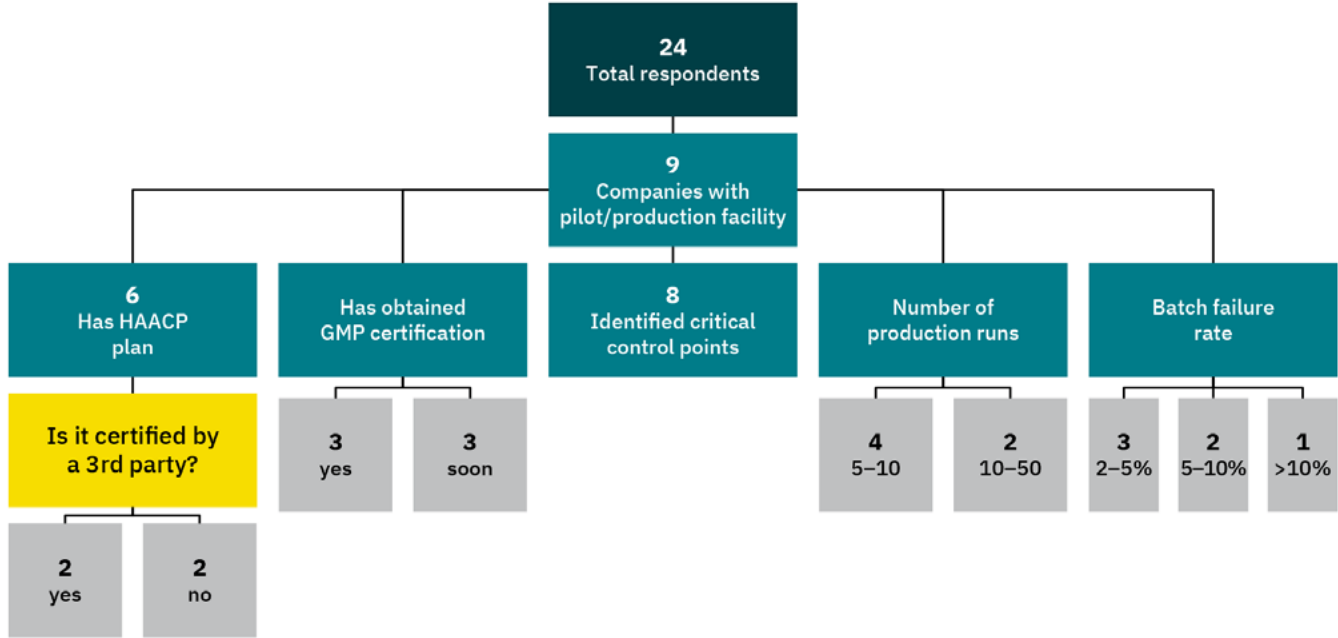 24
Total respondents
9
Companies with
pilot/production facility
6
Has HAACP
plan
Has obtained
GMP certification
8
Identified critical
control points
Number of
production runs
Batch failure
rate
Is it certified by
a 3rd party?
3
yes
3
soon
4
5–10
2
10–50
3
2–5%
2
5–10%
1
>10%
2
yes
2
no